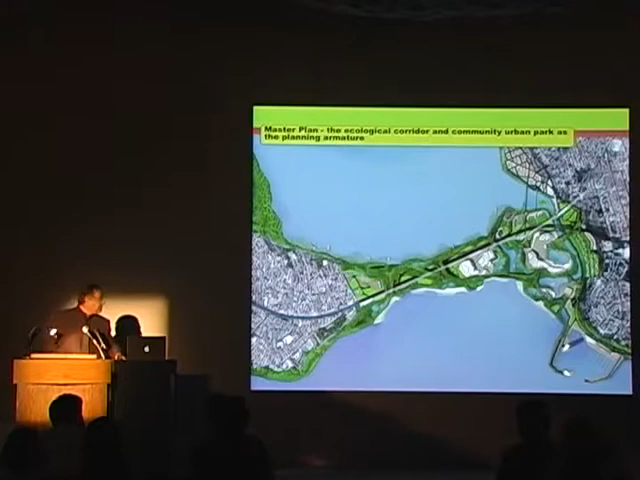 Master Plan - the ecological corridor and community urban park as
the planning armature